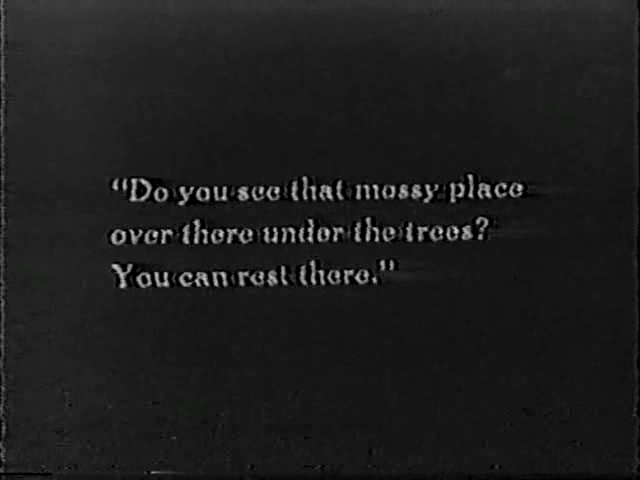 "Do you see that mossy place
over there under the trees?
You can rest there."